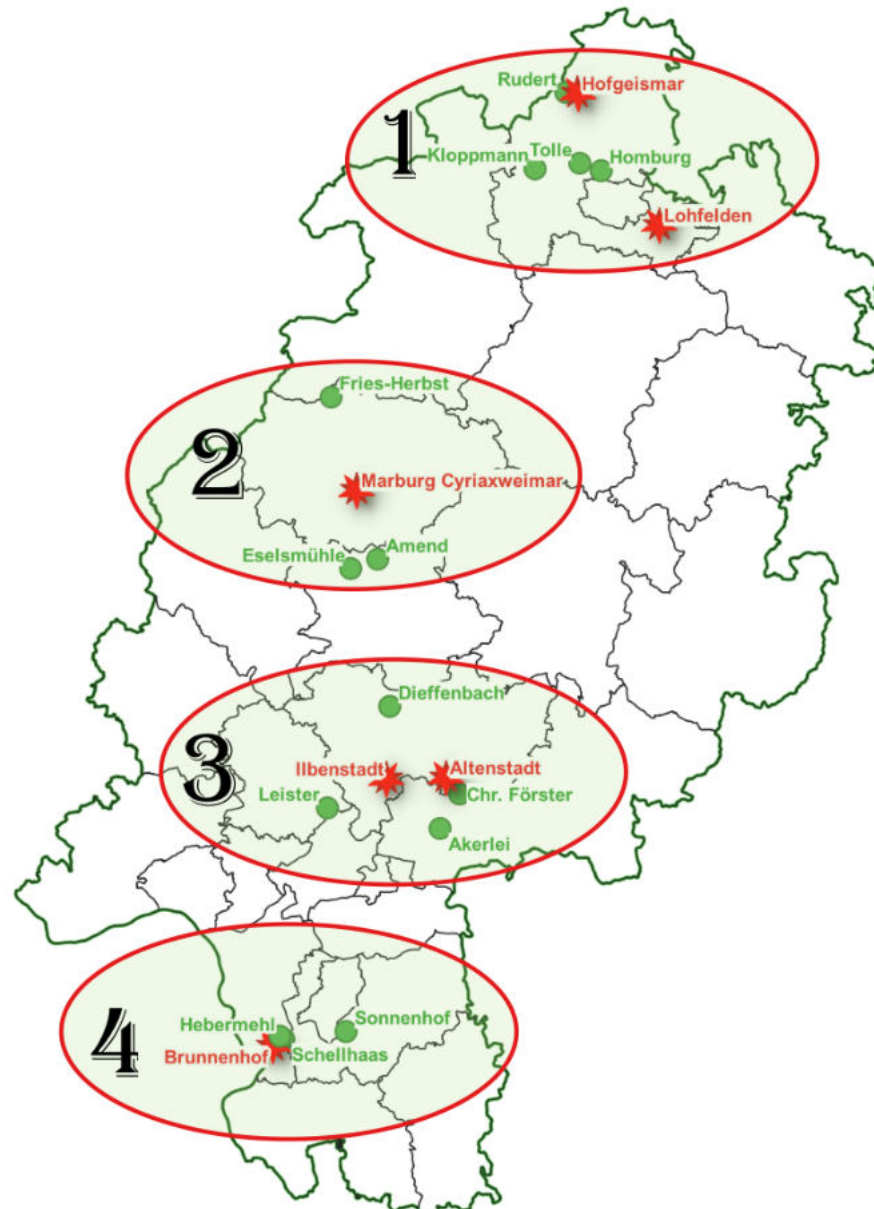 1
Rudert
Hofgeismar
Kloppmann
Tolle
Homburg
Lohfelden
2
Fries-Herbst
Marburg Cyriaxweimar
Eselsmühle
Amend
3
Dieffenbach
Ilbenstadt
Altenstadt
Leister
Chr. Förster
Akerlei
4
Hebermehl
Sonnenhof
Brunnenhof
Schellhaas